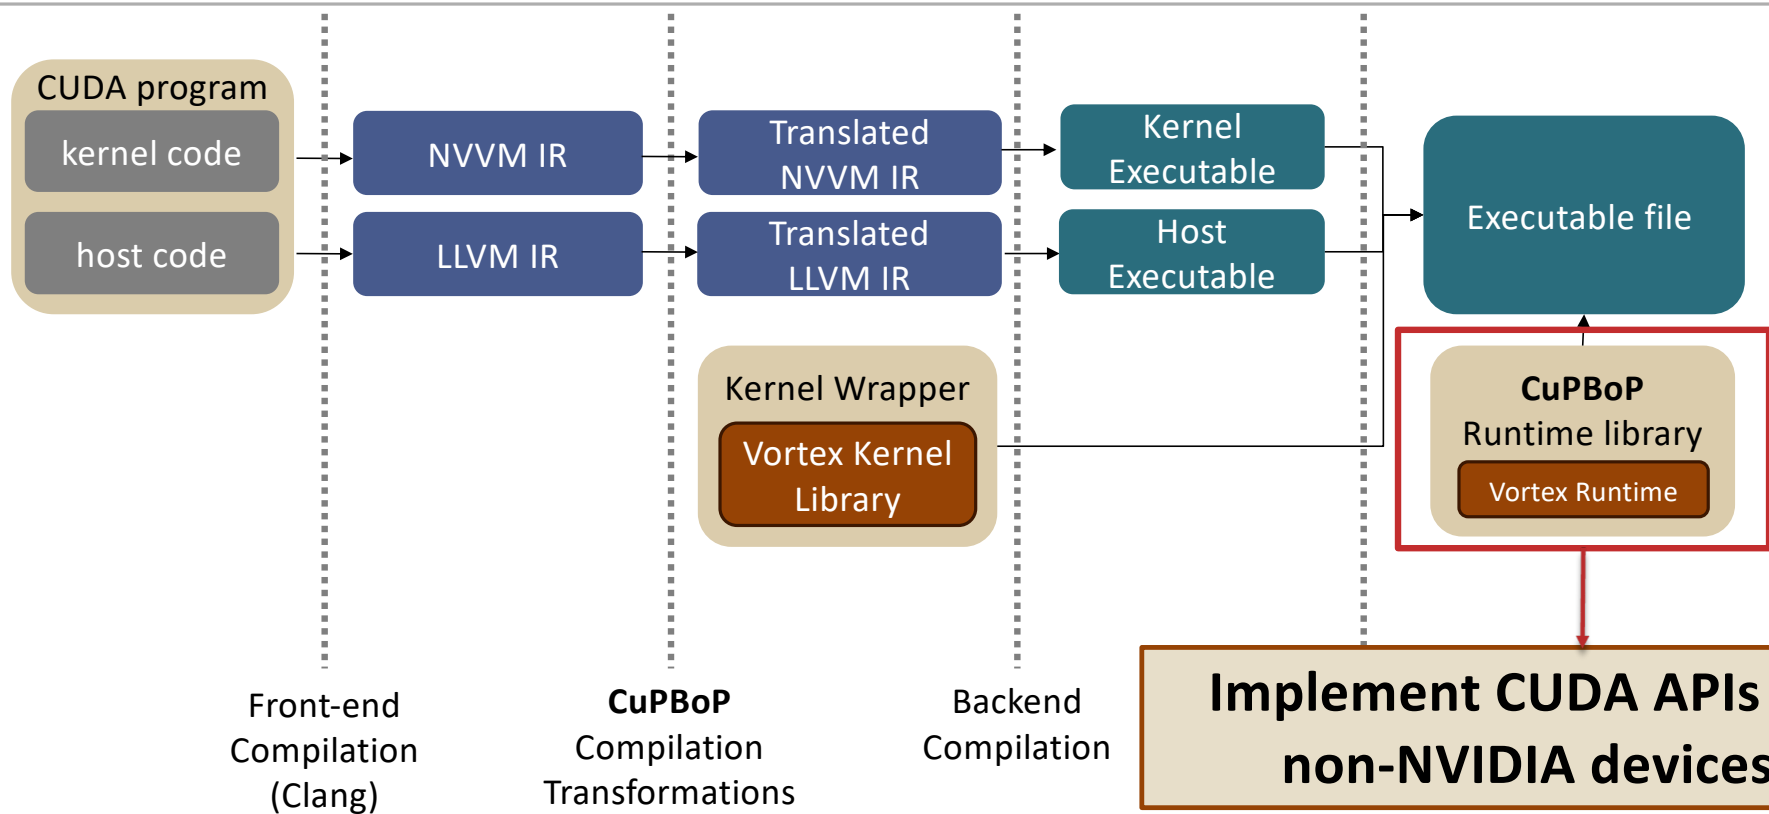 CUDA program
kernel code
host code
NVVM IR
LLVM IR
Translated
NVVM IR
Translated
LLVM IR
Kernel
Executable
Host
Executable
Executable file
Kernel Wrapper
Vortex Kernel
Library
CuPBoP
Runtime library
Vortex Runtime
Front-end
Compilation
(Clang)
CuPBoP
Compilation
Transformations
Backend
Compilation
Implement CUDA APIs
non-NVIDIA devices